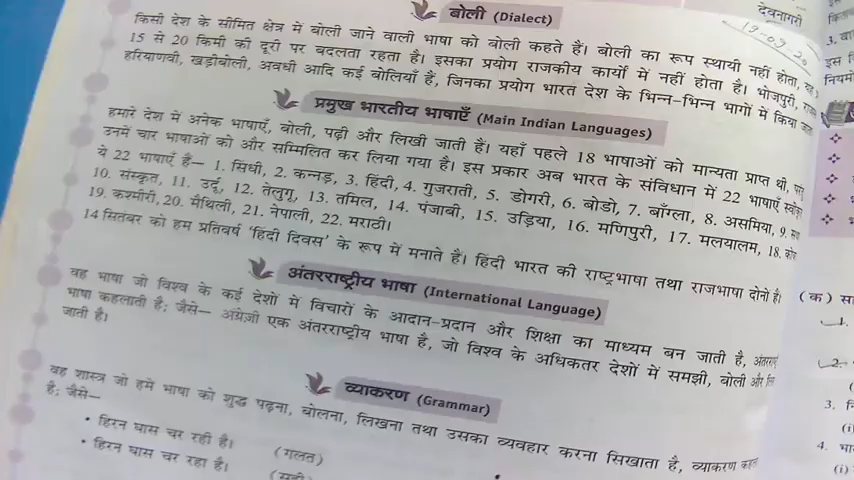 बोली (Dialect)
किसी देश के सीमित क्षेत्र में बोली जाने वाली भाषा को बोली कहते हैं। बोली का रूप स्थायी नहीं होता, यह
15 से 20 किमी की दूरी पर बदलता रहता है। इसका प्रयोग राजकीय कार्यों में नहीं होता है। भोजपुरी,
हरियाणवी, खड़ीबोली, अवधी आदि कई बोलियाँ हैं, जिनका प्रयोग भारत देश के भिन्न-भिन्न भागों में किया जाता
प्रमुख भारतीय भाषाएँ (Main Indian Languages)
हमारे देश में अनेक भाषाएँ, बोली, पढ़ी और लिखी जाती हैं। यहाँ पहले 18 भाषाओं को मान्यता प्राप्त थी,
उनमें चार भाषाओं को और सम्मिलित कर लिया गया है। इस प्रकार अब भारत के संविधान में 22 भाषाएँ
ये 22 भाषाएँ हैं— 1. सिंधी, 2. कन्नड़, 3. हिंदी, 4. गुजराती, 5. डोगरी, 6. बोडो, 7. बाँग्ला, 8. असमिया, 9.
10. संस्कृत, 11. उर्दू, 12. तेलुगू, 13. तमिल, 14. पंजाबी, 15. उड़िया, 16. मणिपुरी, 17. मलयालम, 18.
19. कश्मीरी, 20. मैथिली, 21. नेपाली, 22. मराठी।
14 सितंबर को हम प्रतिवर्ष 'हिंदी दिवस' के रूप में मनाते हैं। हिंदी भारत की राष्ट्रभाषा तथा राजभाषा दोनों है।
अंतरराष्ट्रीय भाषा (International Language)
वह भाषा जो विश्व के कई देशों में विचारों के आदान-प्रदान और शिक्षा का माध्यम बन जाती है,
भाषा कहलाती है; जैसे— अंग्रेज़ी एक अंतरराष्ट्रीय भाषा है, जो विश्व के अधिकतर देशों में समझी, बोली और
जाती है।
व्याकरण (Grammar)
वह शास्त्र जो हमें भाषा को शुद्ध पढ़ना, बोलना, लिखना तथा उसका व्यवहार करना सिखाता है, व्याकरण
है; जैसे—
• हिरन घास चर रही है। (गलत)
• हिरन घास चर रहा है। (सही)
देवनागरी
3.
इस
(क)
1.
2.
3.
(i)
4.
(i)